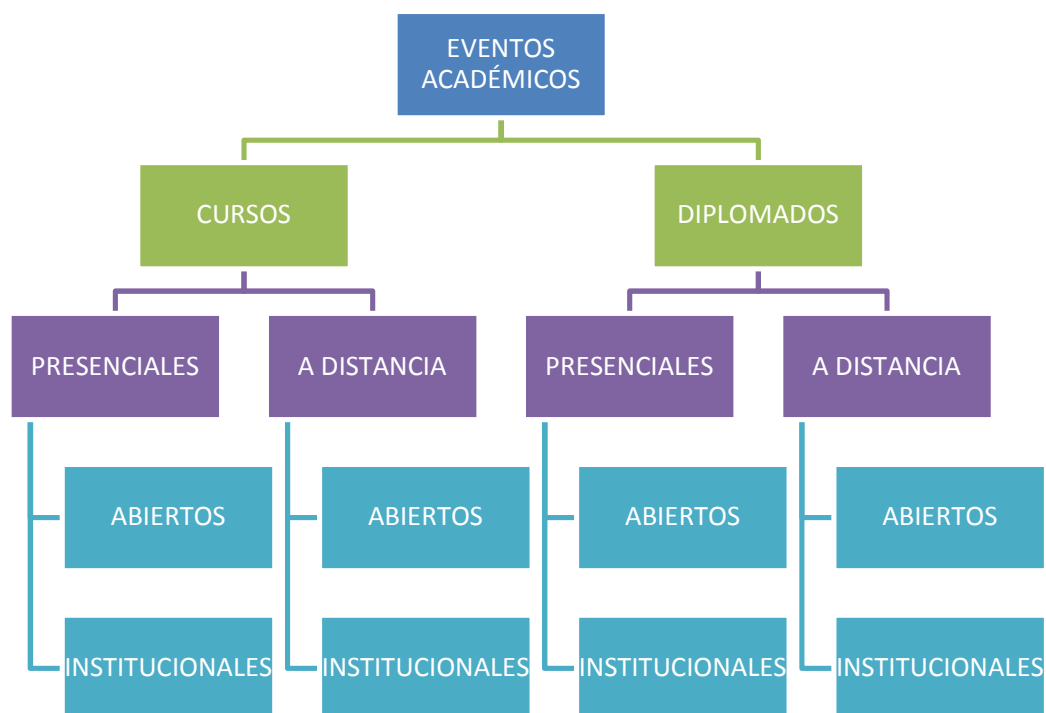 EVENTOS
ACADÉMICOS
CURSOS
DIPLOMADOS
PRESENCIALES
A DISTANCIA
PRESENCIALES
A DISTANCIA
ABIERTOS
ABIERTOS
ABIERTOS
ABIERTOS
INSTITUCIONALES
INSTITUCIONALES
INSTITUCIONALES
INSTITUCIONALES